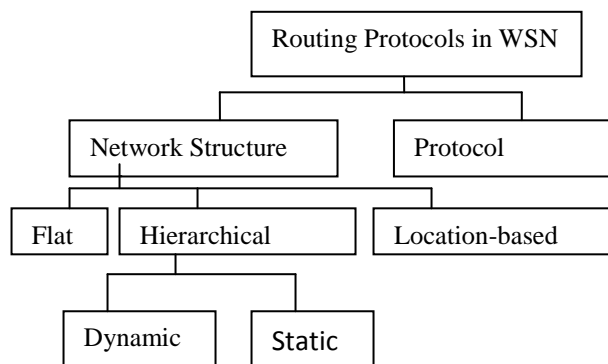 Routing Protocols in WSN
Network Structure
Protocol
Flat
Hierarchical
Location-based
Dynamic
Static